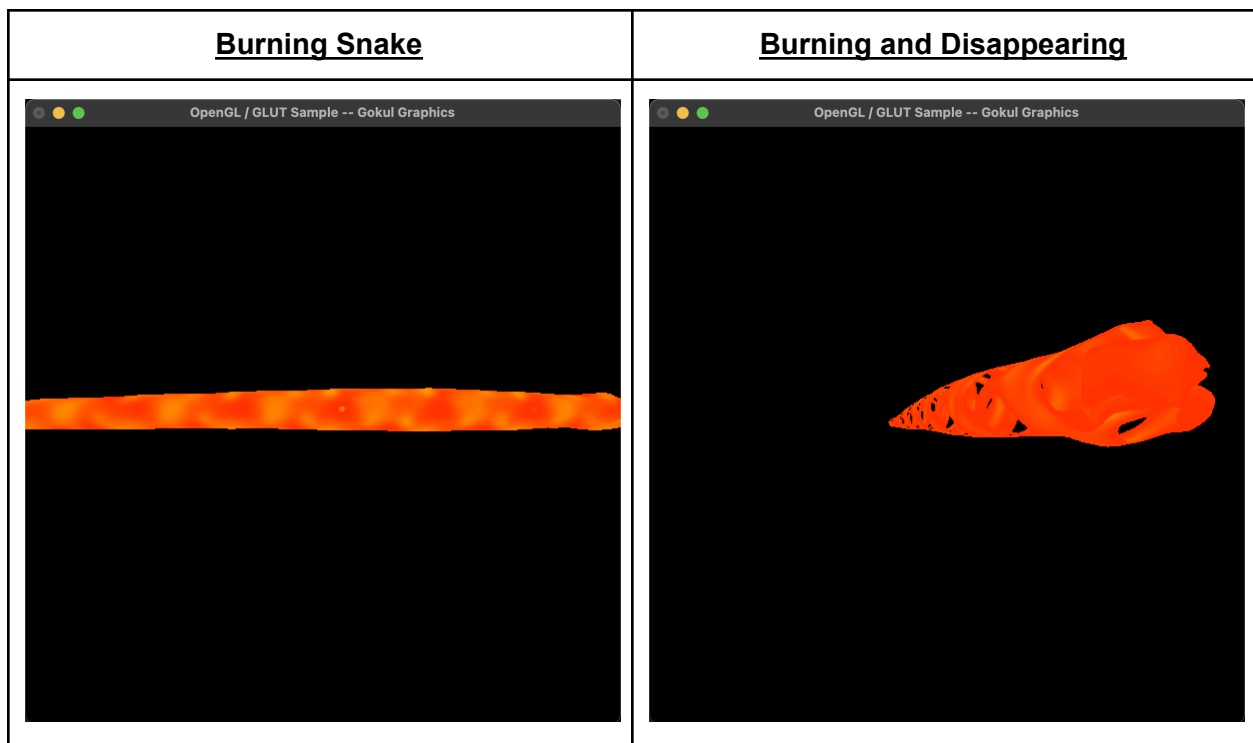 Burning Snake
Burning and Disappearing
OpenGL / GLUT Sample -- Gokul Graphics
OpenGL / GLUT Sample -- Gokul Graphics